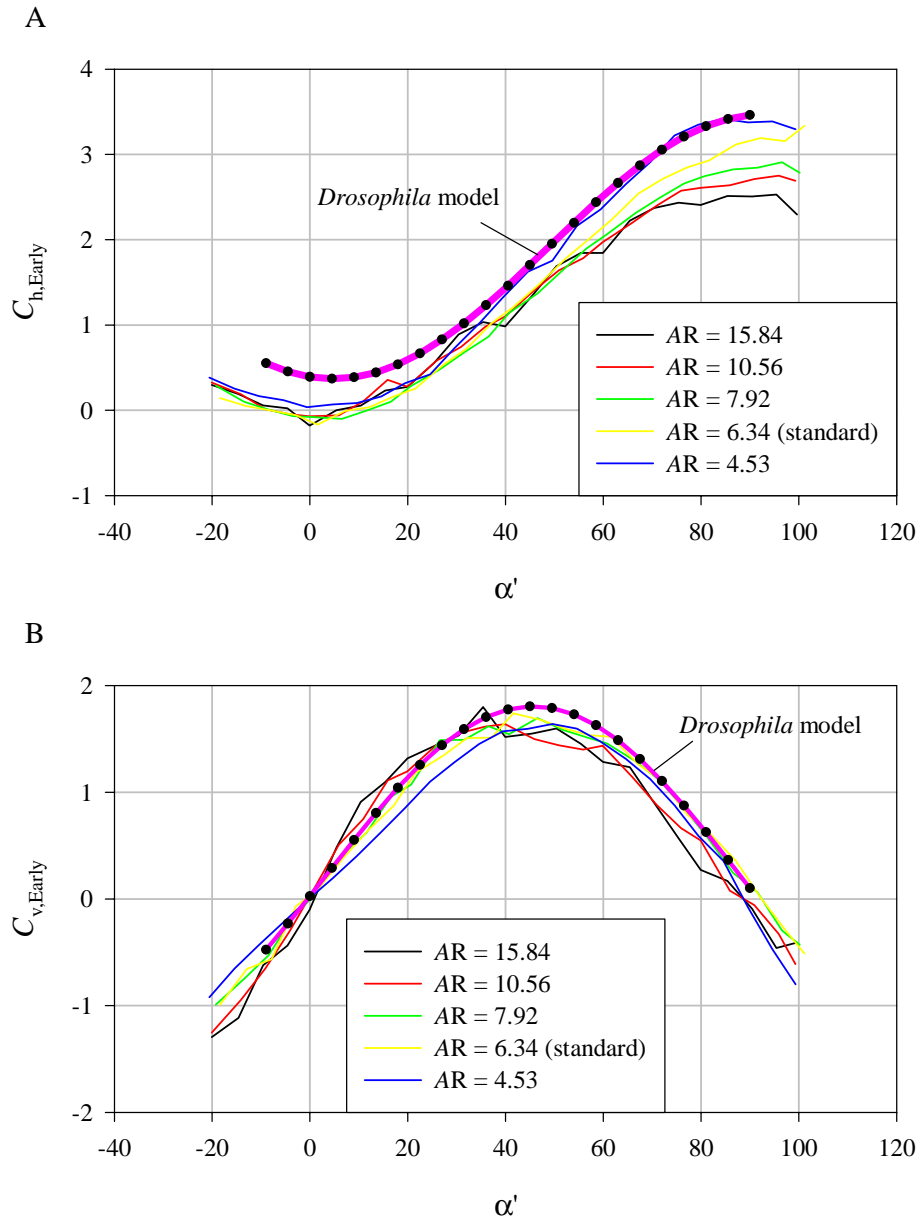 A
4
3
2
1
0
-1
C h,Early
Drosophila model
AR = 15.84
AR = 10.56
AR = 7.92
AR = 6.34 (standard)
AR = 4.53
-40 -20 0 20 40 60 80 100 120
α'
B
2
1
0
-1
-2
C v,Early
Drosophila model
AR = 15.84
AR = 10.56
AR = 7.92
AR = 6.34 (standard)
AR = 4.53
-40 -20 0 20 40 60 80 100 120
α'